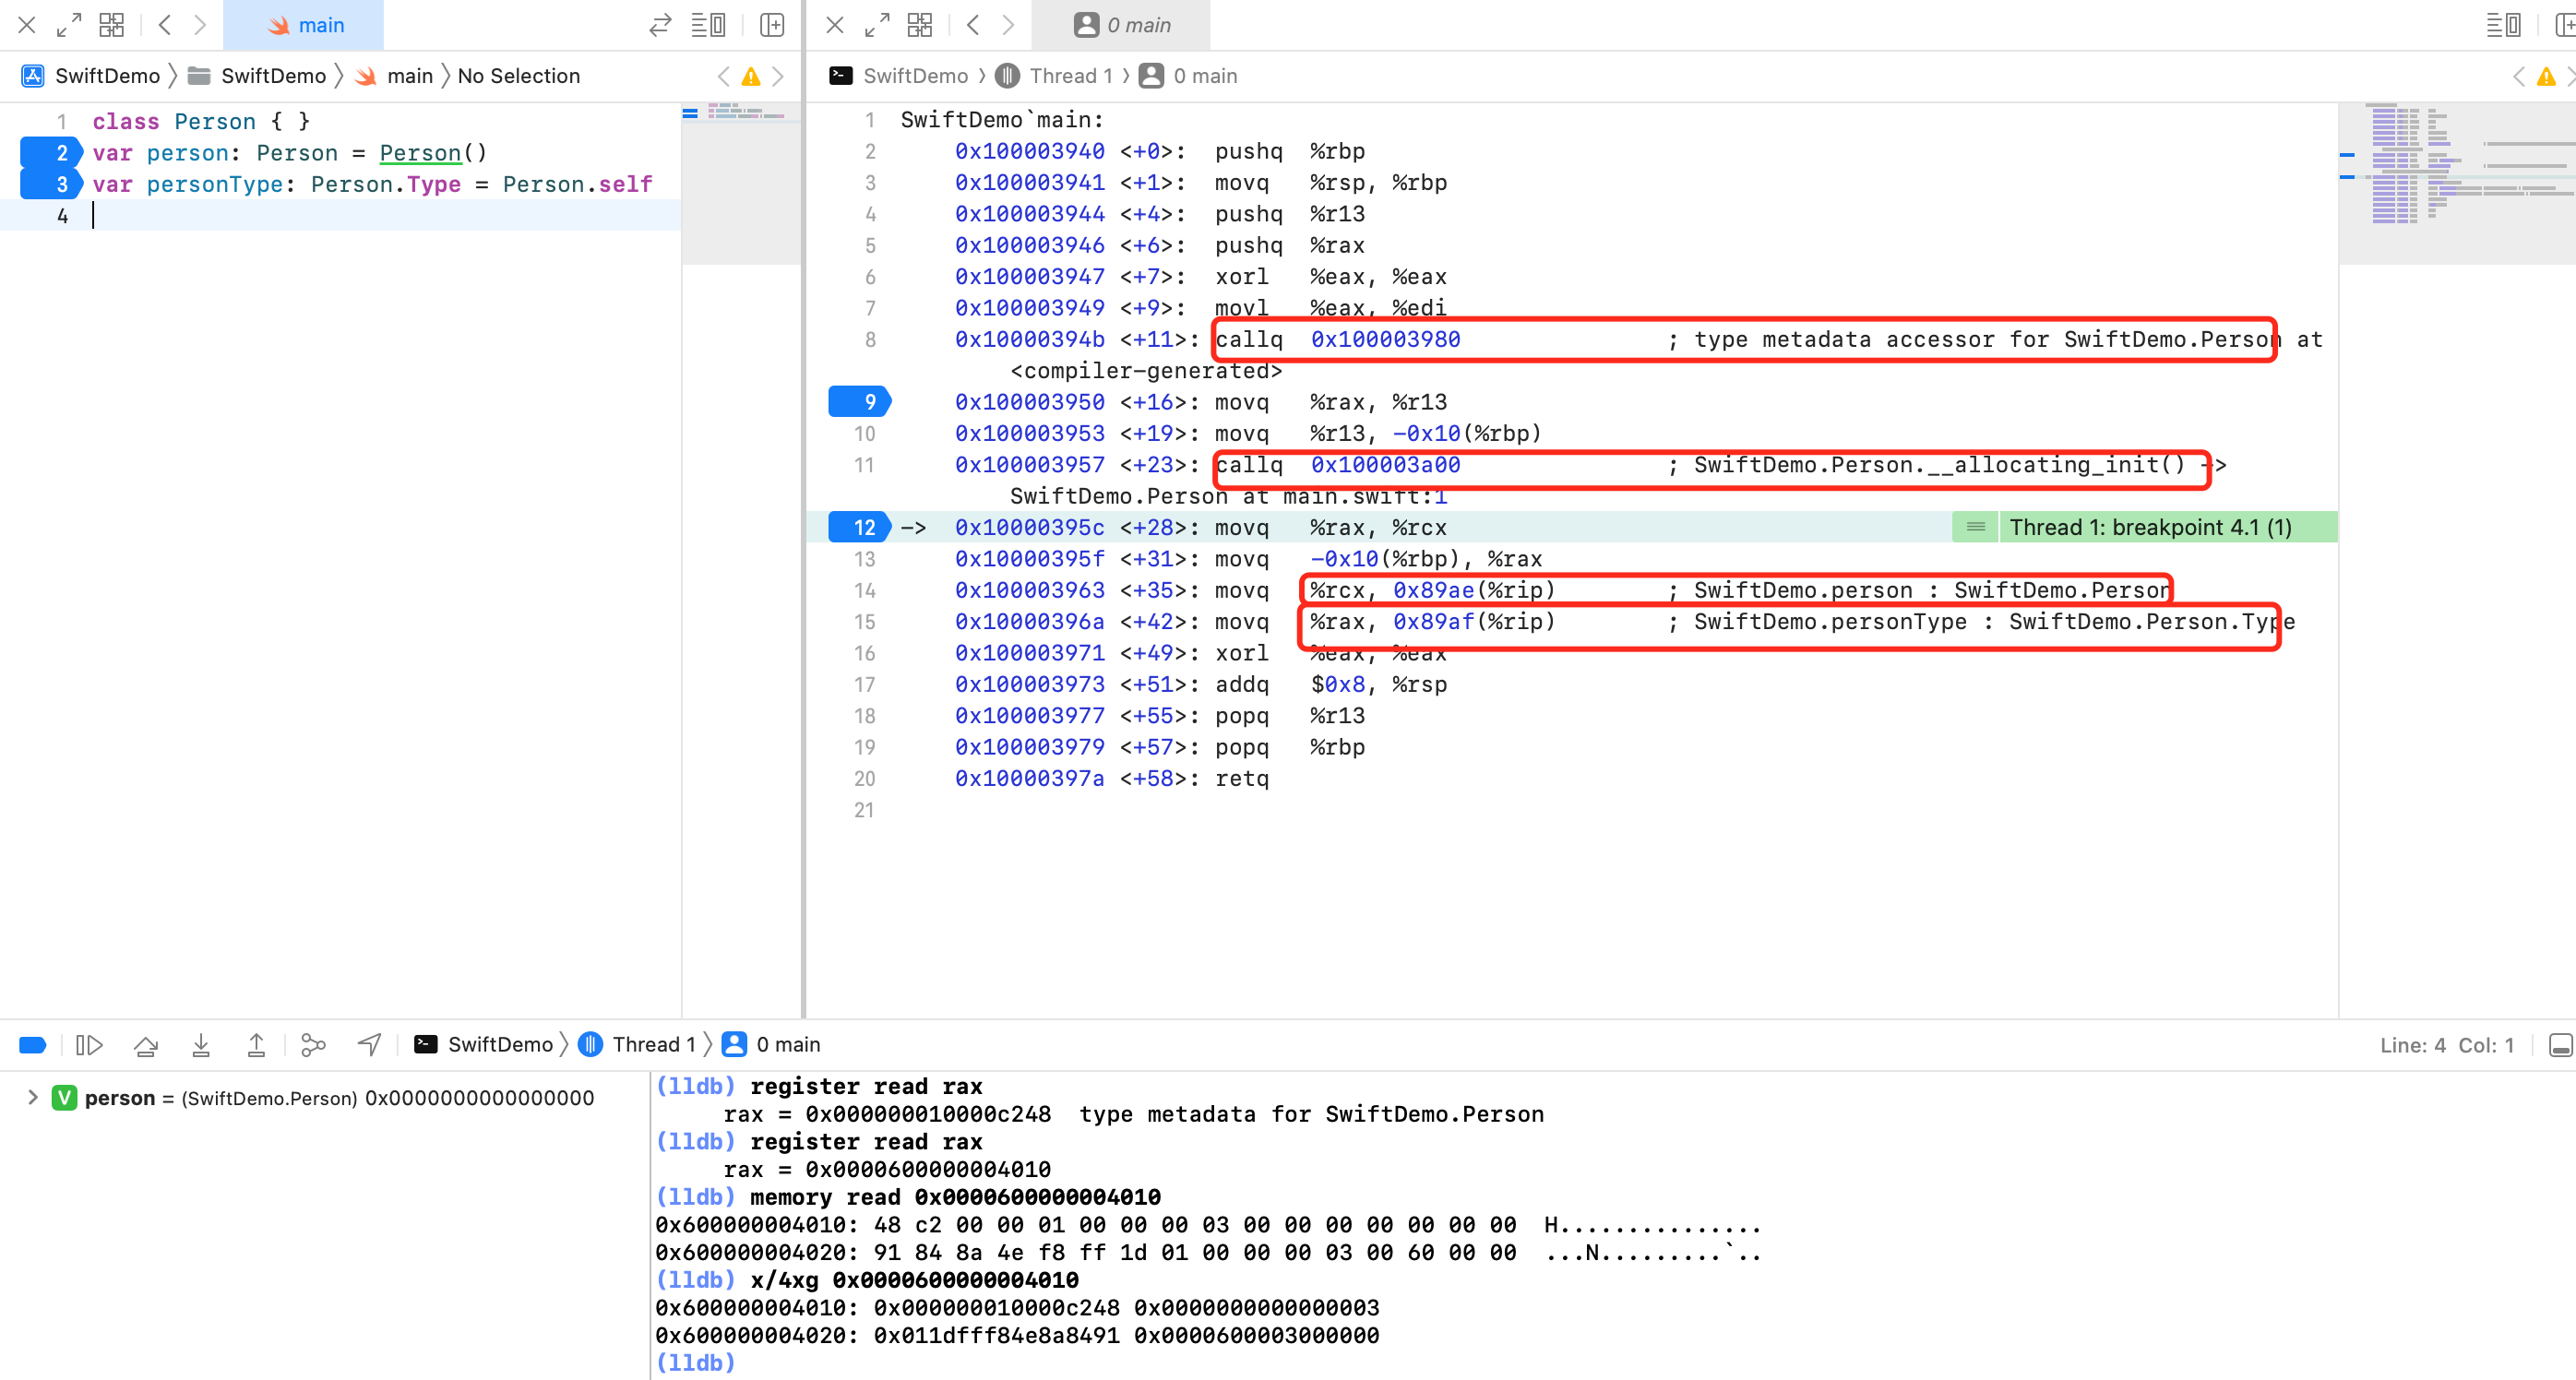 main
0 main
SwiftDemo SwiftDemo main No Selection
SwiftDemo Thread 1 0 main
1 class Person { }
2 var person: Person = Person()
3 var personType: Person.Type = Person.self
4
1 SwiftDemo`main:
2 0x100003940 <+0>: pushq %rbp
3 0x100003941 <+1>: movq %rsp, %rbp
4 0x100003944 <+4>: pushq %r13
5 0x100003946 <+6>: pushq %rax
6 0x100003947 <+7>: xorl %eax, %eax
7 0x100003949 <+9>: movl %eax, %edi
8 0x10000394b <+11>: callq 0x100003980 ; type metadata accessor for SwiftDemo.Person at
<compiler-generated>
9 0x100003950 <+16>: movq %rax, %r13
10 0x100003953 <+19>: movq %r13, -0x10(%rbp)
11 0x100003957 <+23>: callq 0x100003a00 ; SwiftDemo.Person.__allocating_init() ->
SwiftDemo.Person at main.swift:1
12 -> 0x10000395c <+28>: movq %rax, %rcx Thread 1: breakpoint 4.1 (1)
13 0x10000395f <+31>: movq -0x10(%rbp), %rax
14 0x100003963 <+35>: movq %rcx, 0x89ae(%rip) ; SwiftDemo.person : SwiftDemo.Person
15 0x10000396a <+42>: movq %rax, 0x89af(%rip) ; SwiftDemo.personType : SwiftDemo.Person.Type
16 0x100003971 <+49>: xorl %eax, %eax
17 0x100003973 <+51>: addq $0x8, %rsp
18 0x100003977 <+55>: popq %r13
19 0x100003979 <+57>: popq %rbp
20 0x10000397a <+58>: retq
21
SwiftDemo Thread 1 0 main
Line: 4 Col: 1
V person = (SwiftDemo.Person) 0x0000000000000000
(lldb) register read rax
rax = 0x000000010000c248 type metadata for SwiftDemo.Person
(lldb) register read rax
rax = 0x0000600000004010
(lldb) memory read 0x0000600000004010
0x600000004010: 48 c2 00 00 01 00 00 00 03 00 00 00 00 00 00 00 H...............
0x600000004020: 91 84 8a 4e f8 ff 1d 01 00 00 00 03 00 60 00 00 ...N.........`..
(lldb) x/4xg 0x0000600000004010
0x600000004010: 0x000000010000c248 0x0000000000000003
0x600000004020: 0x011dfff84e8a8491 0x0000600003000000
(lldb)